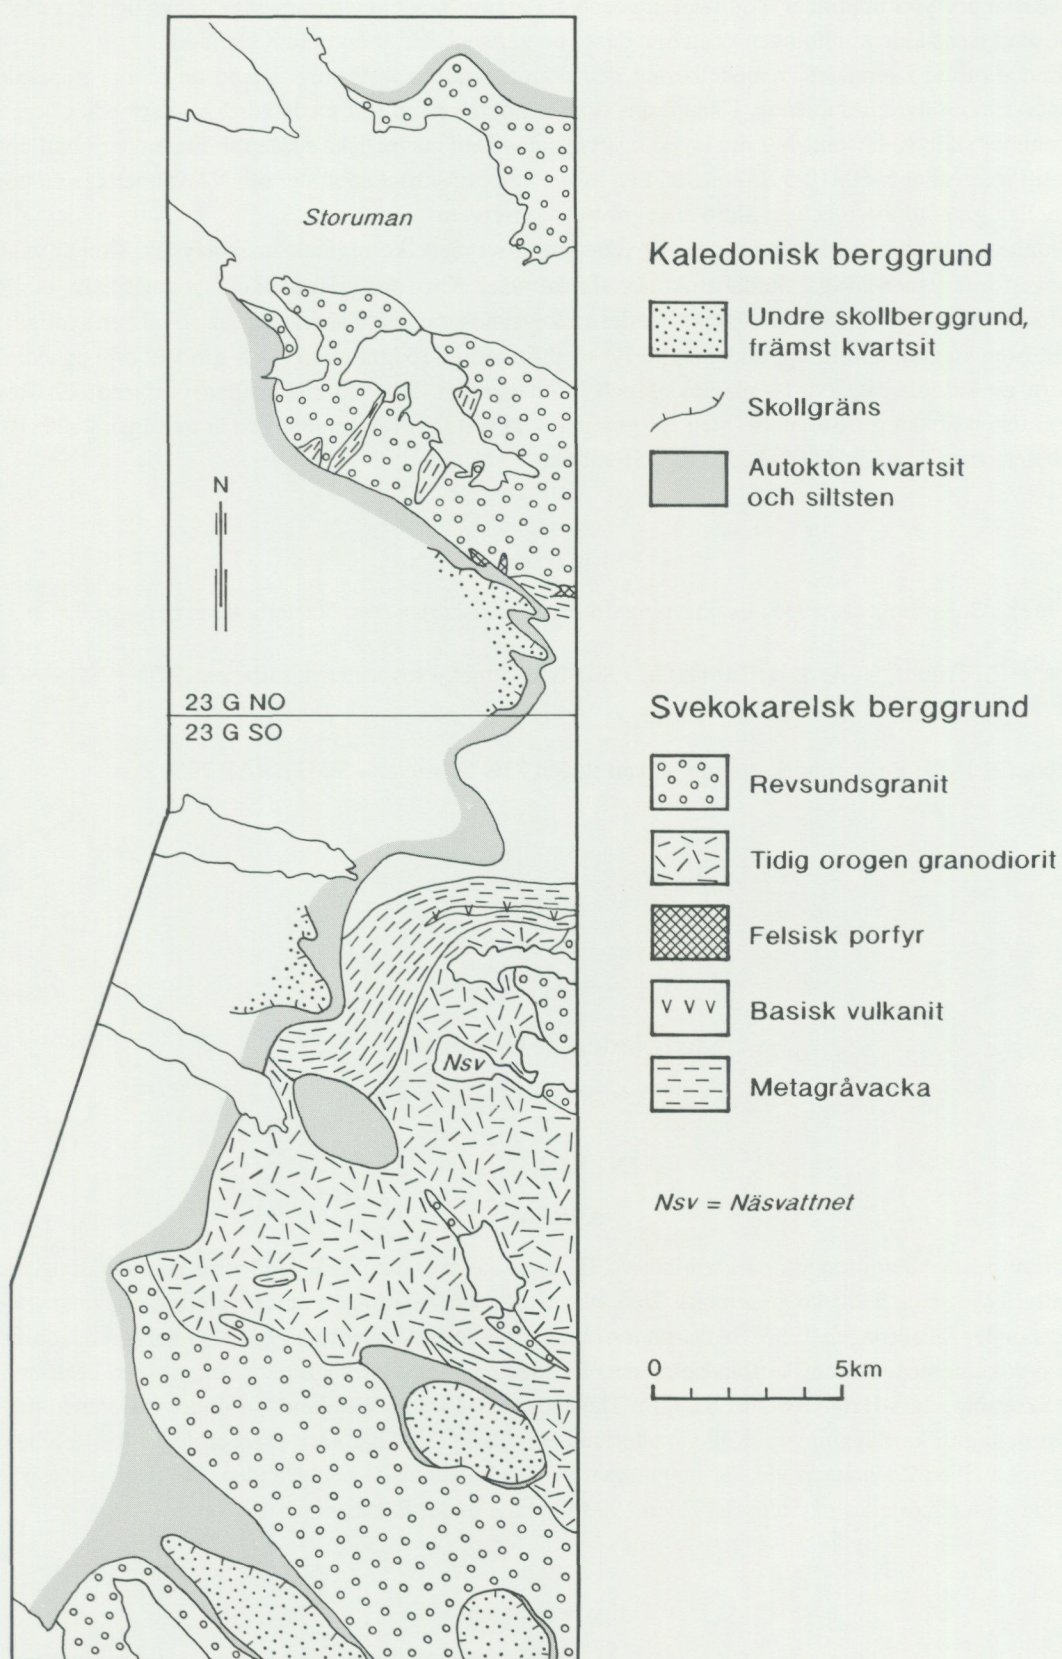 Storuman
N
23 G NO
23 G SO
Nsv
Kaledonisk berggrund
Undre skollberggrund,
främst kvartsit
Skollgräns
Autokton kvartsit
och siltsten
Svekokarelsk berggrund
Revsundsgranit
Tidig orogen granodiorit
Felsisk porfyr
V V V Basisk vulkanit
Metagråvacka
Nsv = Näsvattnet
0 5km